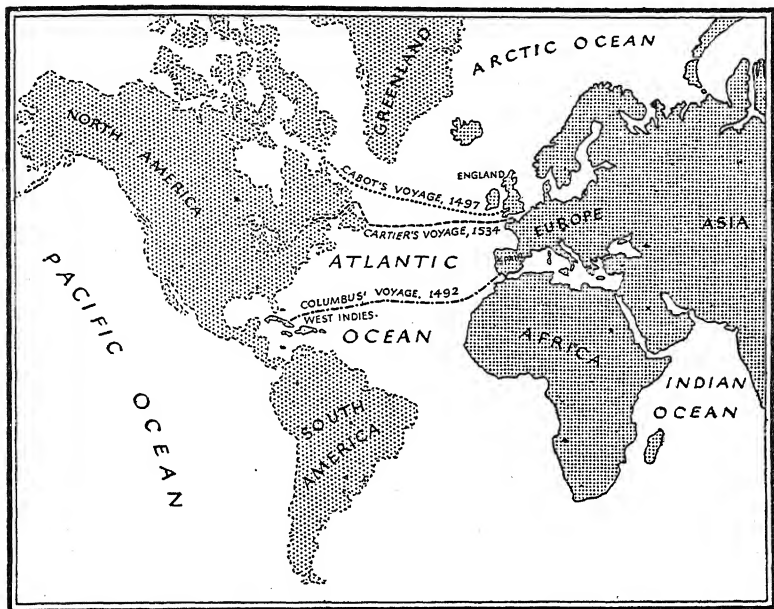 ARCTIC OCEAN
GREENLAND
NORTH AMERICA
ENGLAND
CABOT'S VOYAGE, 1497
CARTIER'S VOYAGE, 1534
EUROPE
ASIA
ATLANTIC
SPAIN
COLUMBUS' VOYAGE, 1492
WEST INDIES
OCEAN
PACIFIC OCEAN
AFRICA
INDIAN
OCEAN
SOUTH
AMERICA